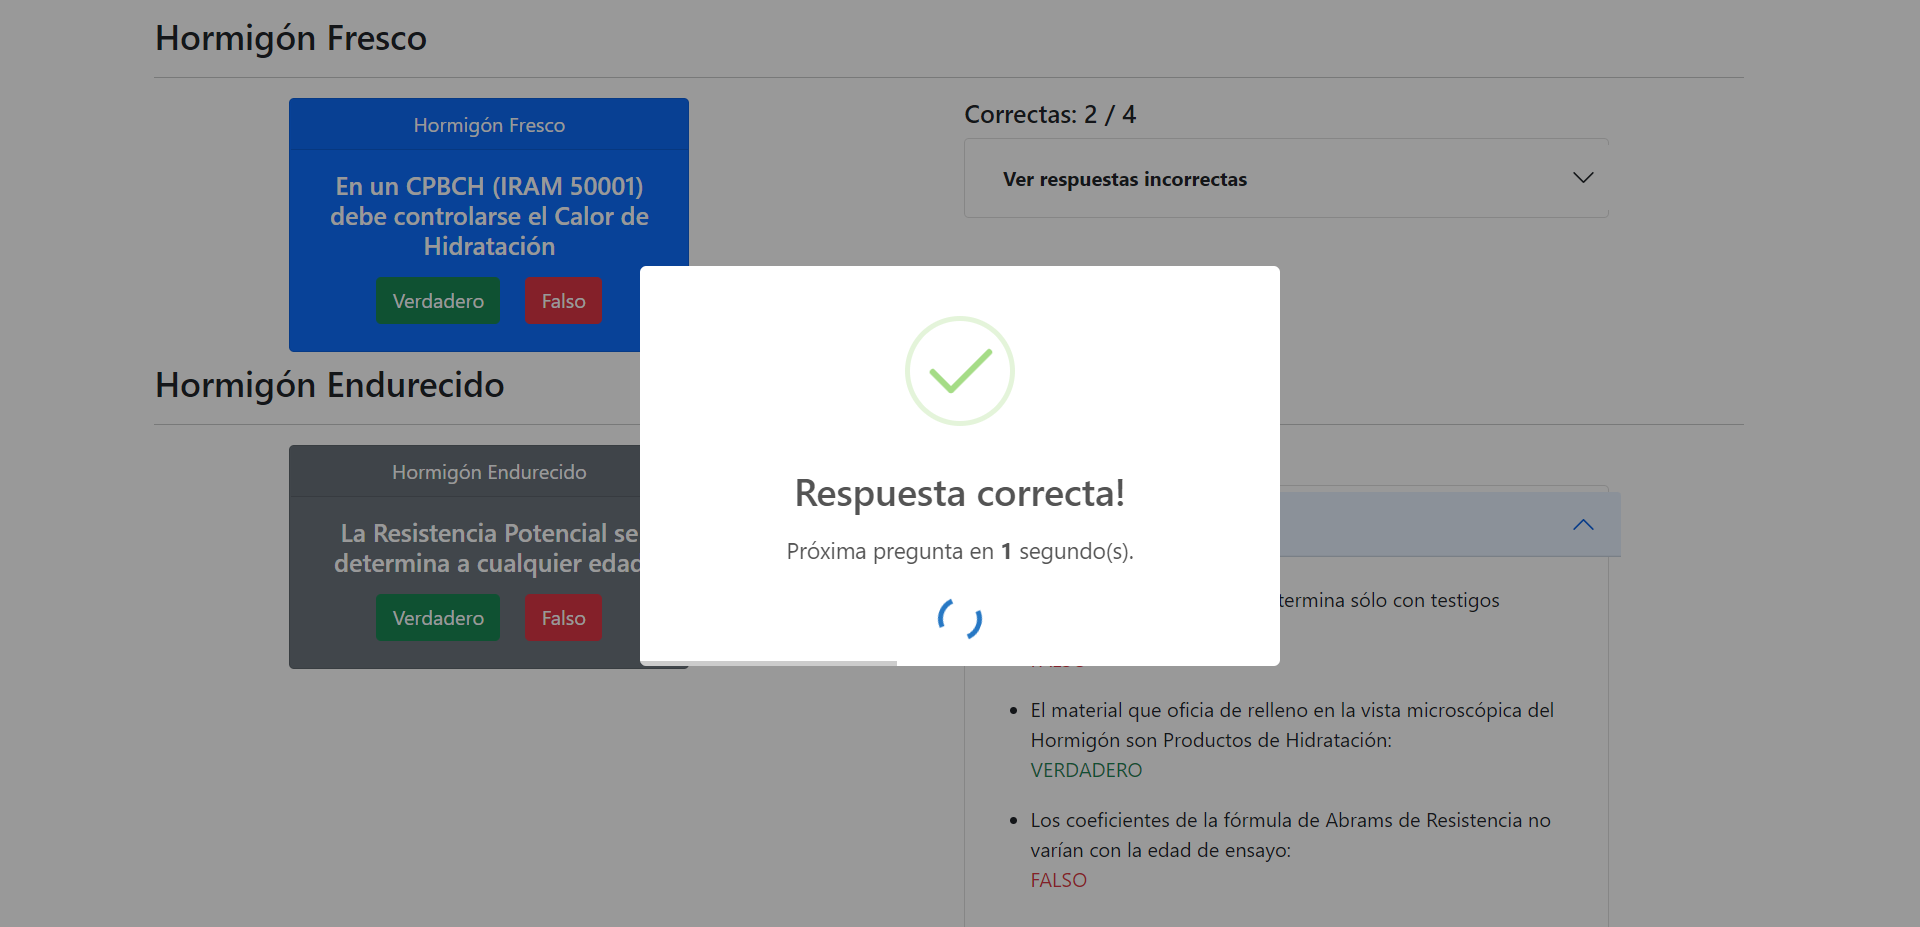 Hormigón Fresco
Hormigón Fresco
En un CPBCH (IRAM 50001)
debe controlarse el Calor de
Hidratación
Verdadero
Falso
Correctas: 2 / 4
Ver respuestas incorrectas
Respuesta correcta!
Próxima pregunta en 1 segundo(s).
Hormigón Endurecido
Hormigón Endurecido
La Resistencia Potencial se
determina a cualquier edad
Verdadero
Falso
termina sólo con testigos
El material que oficia de relleno en la vista microscópica del
Hormigón son Productos de Hidratación:
VERDADERO
Los coeficientes de la fórmula de Abrams de Resistencia no
varían con la edad de ensayo:
FALSO